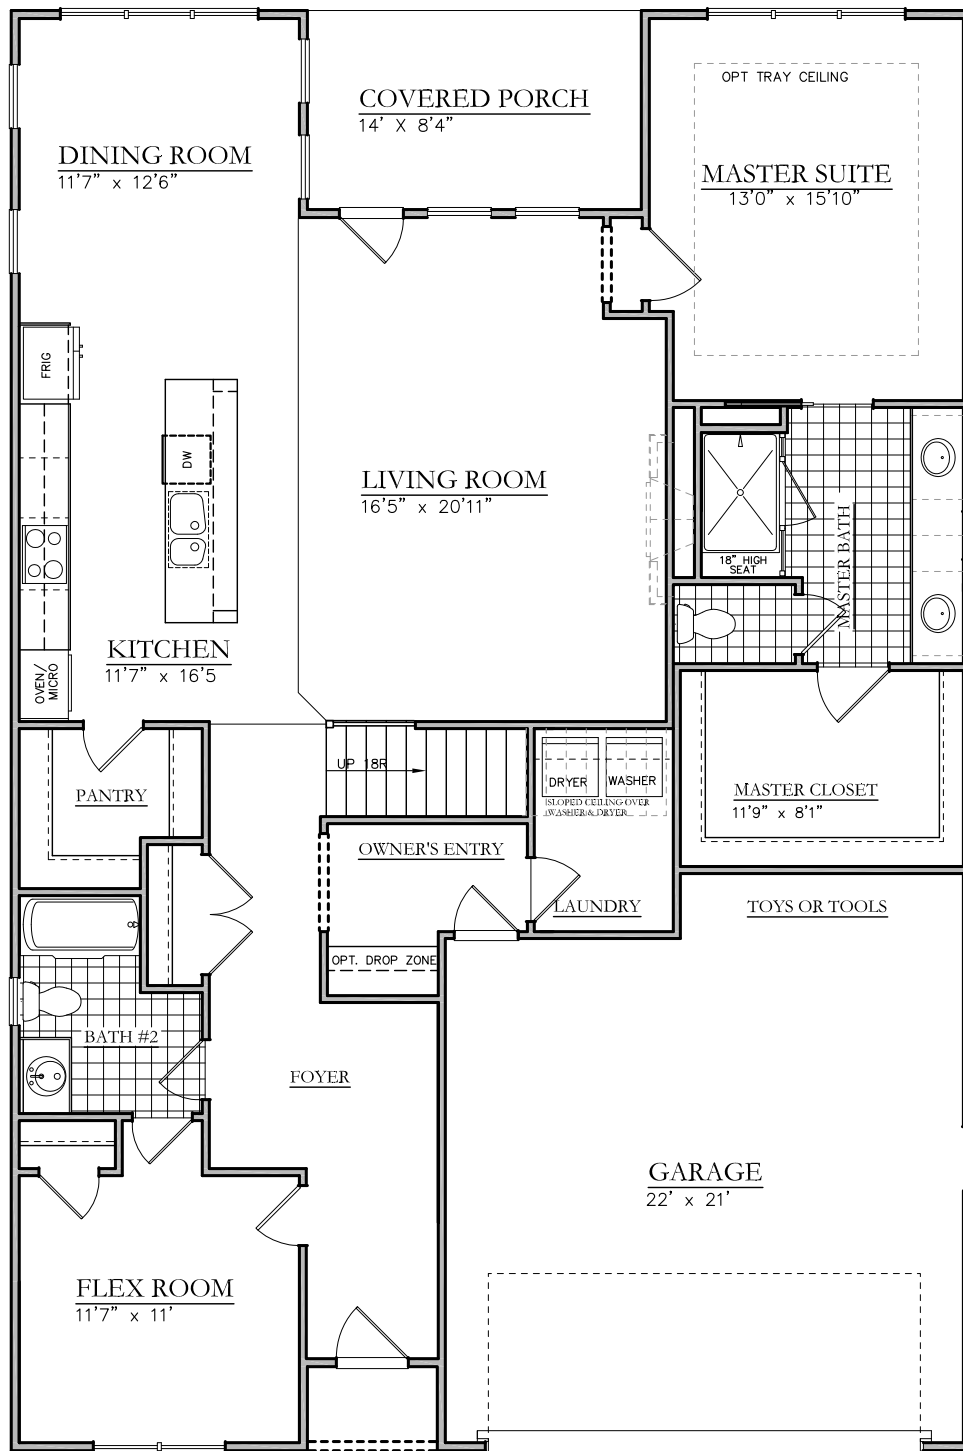 OPT TRAY CEILING
COVERED PORCH
14' X 8'4"
DINING ROOM
11'7" x 12'6"
MASTER SUITE
13'0" x 15'10"
FRIG
DW
LIVING ROOM
16'5" x 20'11"
18" HIGH
SEAT
MASTER BATH
KITCHEN
11'7" x 16'5
OVEN/
MICRO
UP 18R
DRYER
WASHER
SLOPED CEILING OVER
WASHER & DRYER
PANTRY
MASTER CLOSET
11'9" x 8'1"
OWNER'S ENTRY
LAUNDRY
TOYS OR TOOLS
OPT. DROP ZONE
BATH #2
FOYER
GARAGE
22' x 21'
FLEX ROOM
11'7" x 11'